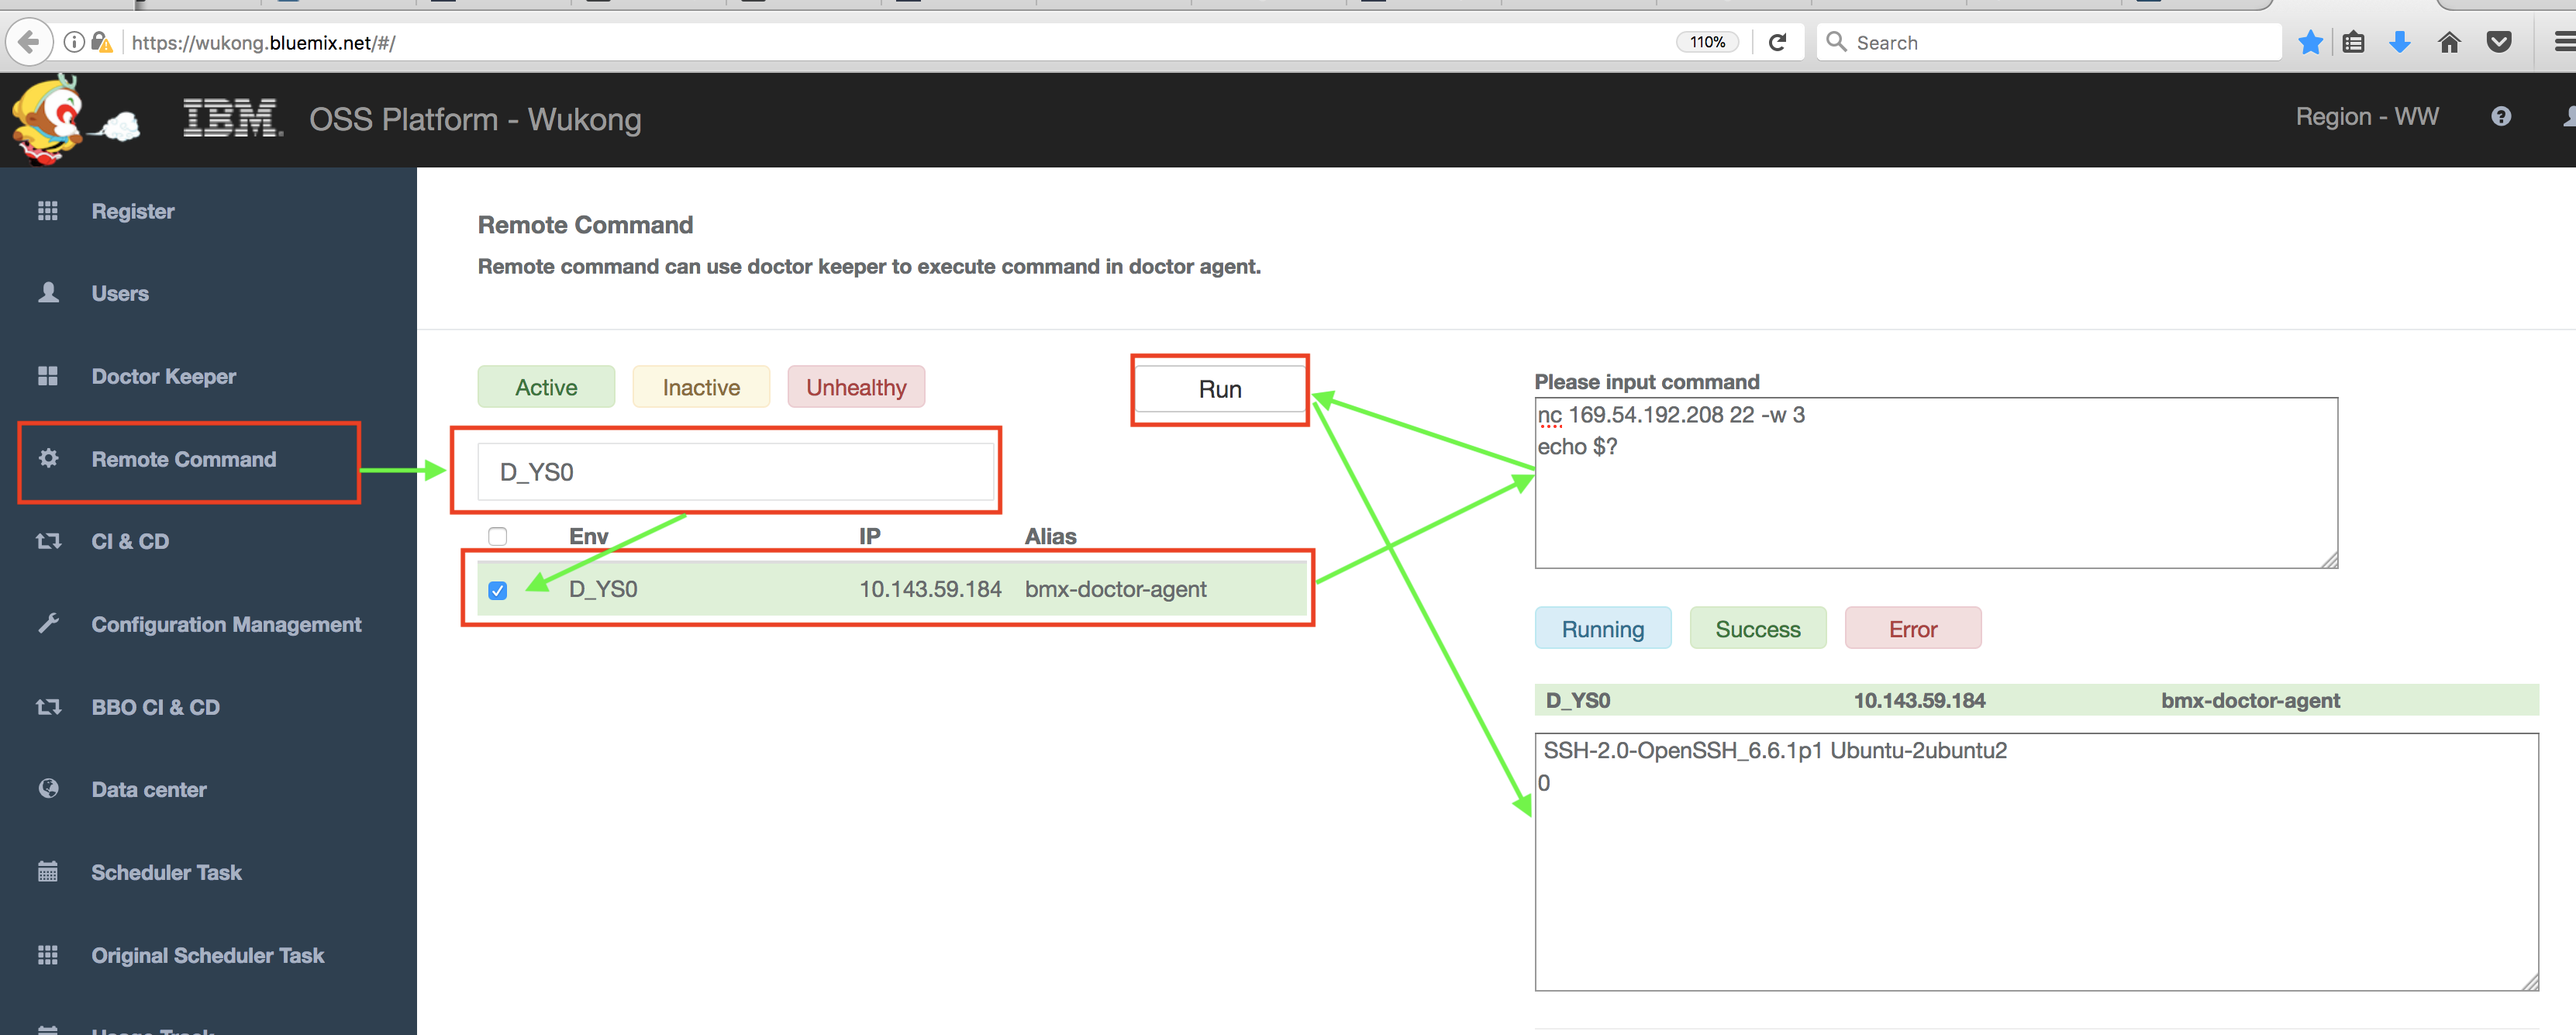 https://wukong.bluemix.net/#/
110%
Search
IBM
OSS Platform - Wukong
Region - WW
?
Register
Users
Doctor Keeper
Remote Command
CI & CD
Configuration Management
BBO CI & CD
Data center
Scheduler Task
Original Scheduler Task
Remote Command
Remote command can use doctor keeper to execute command in doctor agent.
Active
Inactive
Unhealthy
Run
D_YS0
Env
IP
Alias
D_YS0
10.143.59.184
bmx-doctor-agent
Please input command
nc 169.54.192.208 22 -w 3
echo $?
Running
Success
Error
D_YS0
10.143.59.184
bmx-doctor-agent
SSH-2.0-OpenSSH_6.6.1p1 Ubuntu-2ubuntu2
0